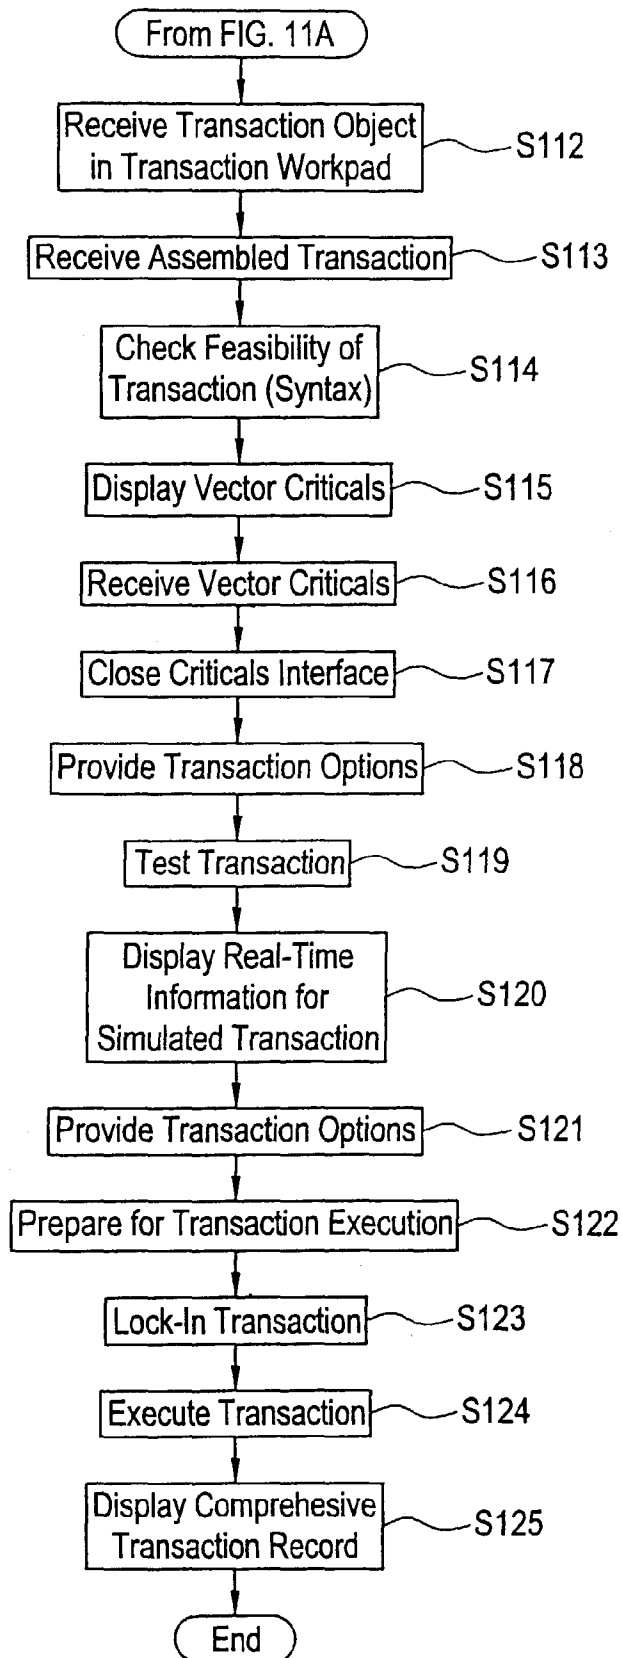 From FIG. 11A
Receive Transaction Object
in Transaction Workpad
S112
Receive Assembled Transaction
S113
Check Feasibility of
Transaction (Syntax)
S114
Display Vector Criticals
S115
Receive Vector Criticals
S116
Close Criticals Interface
S117
Provide Transaction Options
S118
Test Transaction
S119
Display Real-Time
Information for
Simulated Transaction
S120
Provide Transaction Options
S121
Prepare for Transaction Execution
S122
Lock-In Transaction
S123
Execute Transaction
S124
Display Comprehesive
Transaction Record
S125
End